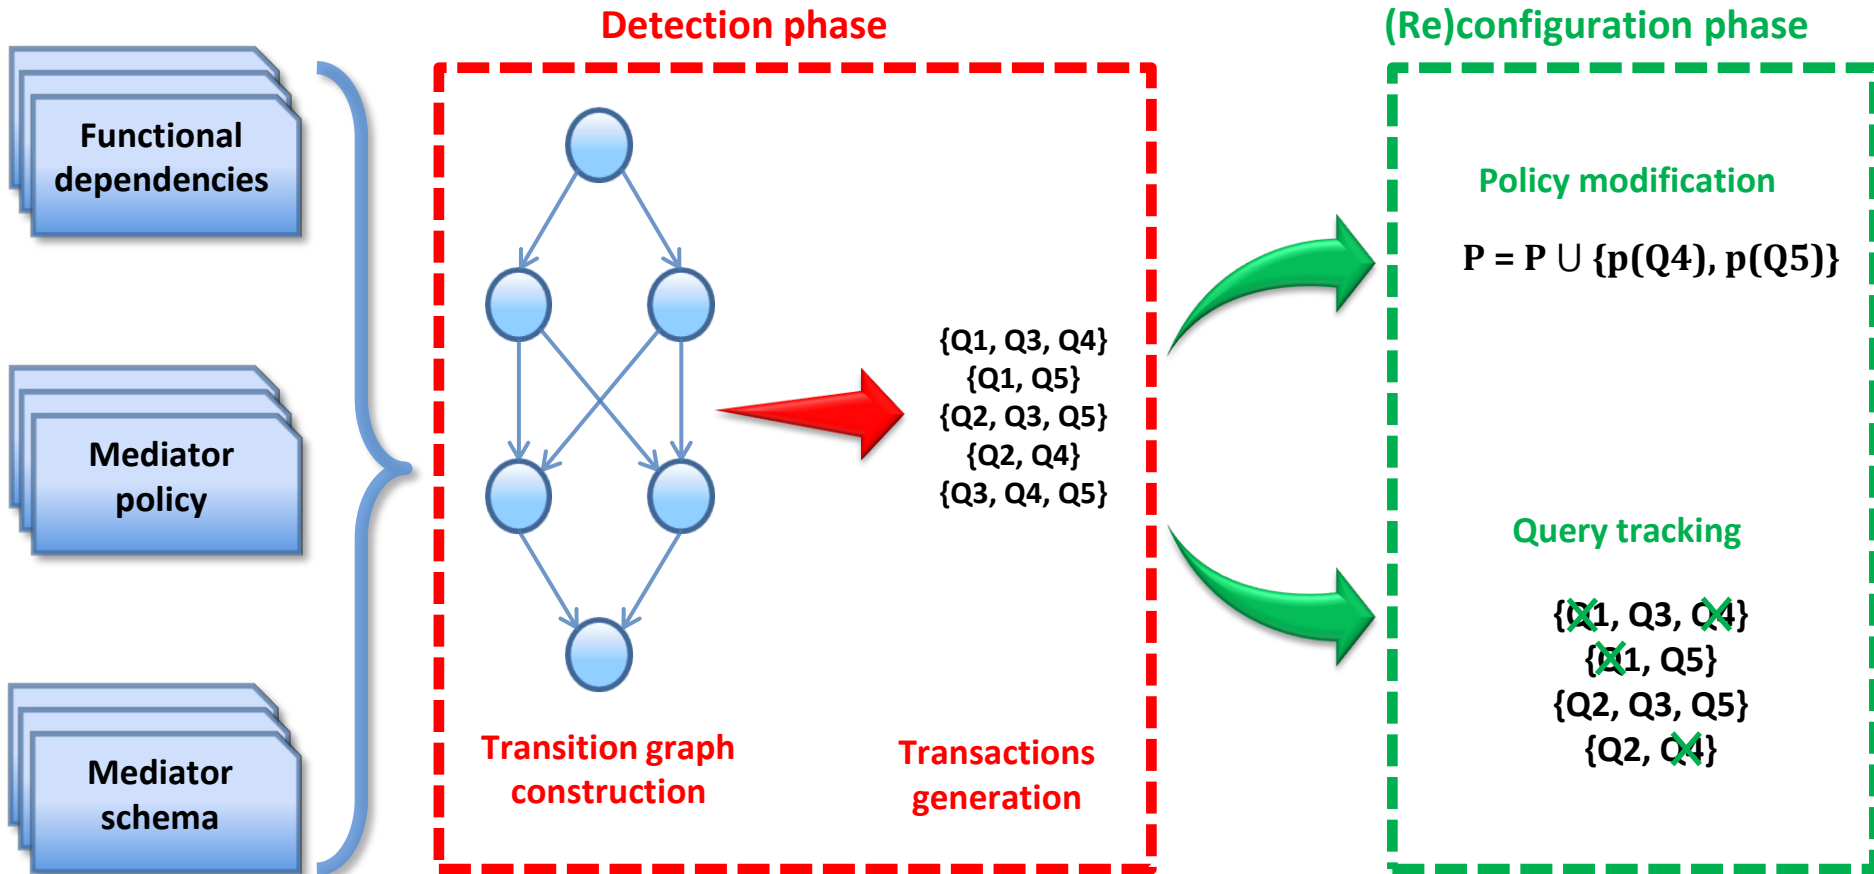 Detection phase
(Re)configuration phase
Functional
dependencies
Mediator
policy
Mediator
schema
{Q1, Q3, Q4}
{Q1, Q5}
{Q2, Q3, Q5}
{Q2, Q4}
{Q3, Q4, Q5}
Transition graph
construction
Transactions
generation
Policy modification
P = P ∪ {p(Q4), p(Q5)}
Query tracking
{Q1, Q3, Q4}
{Q1, Q5}
{Q2, Q3, Q5}
{Q2, Q4}